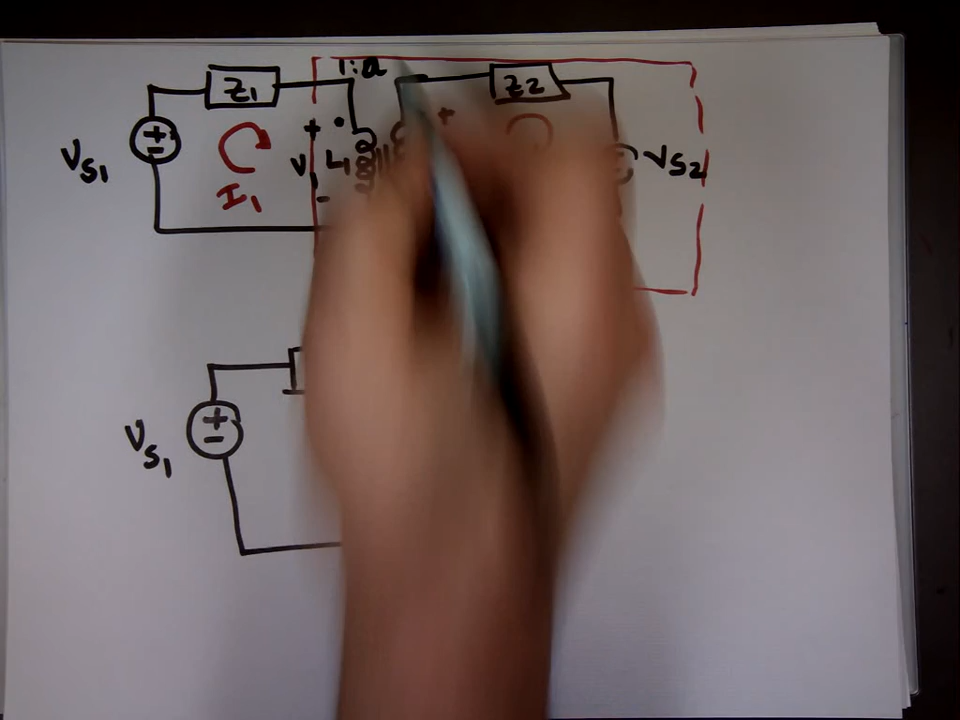 1:a
Z1 Z2
+ + +
-
VS1 V1 L1 VS2
I1
-
+
-
VS1